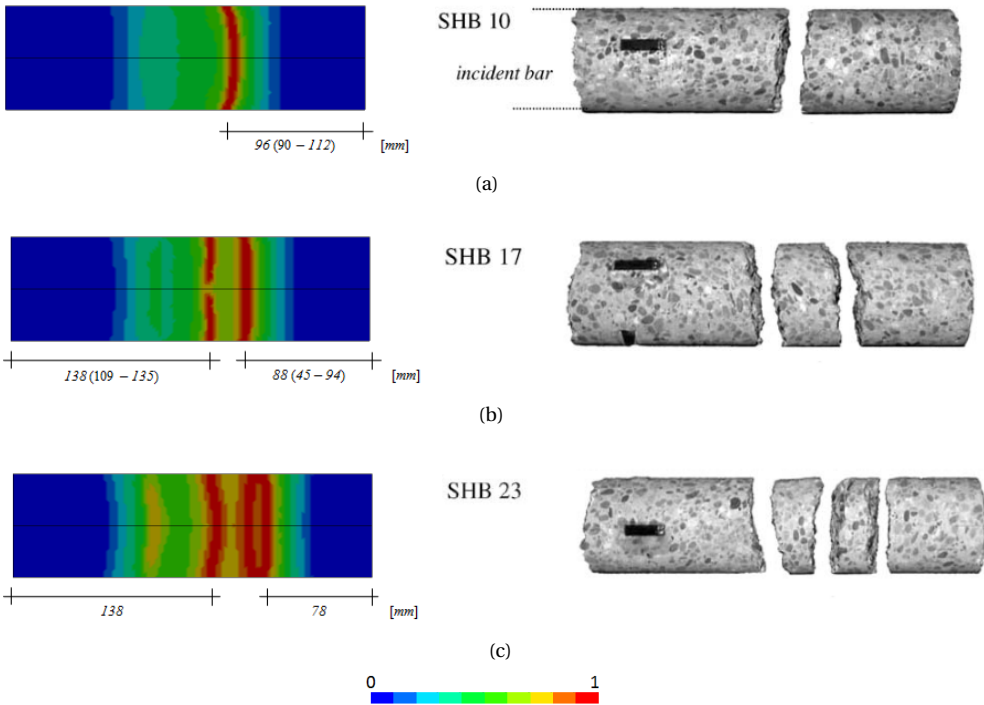 SHB 10
incident bar
96 (90 – 112) [mm]
(a)
SHB 17
138 (109 – 135) 88 (45 – 94) [mm]
(b)
SHB 23
138 78 [mm]
(c)
0 1